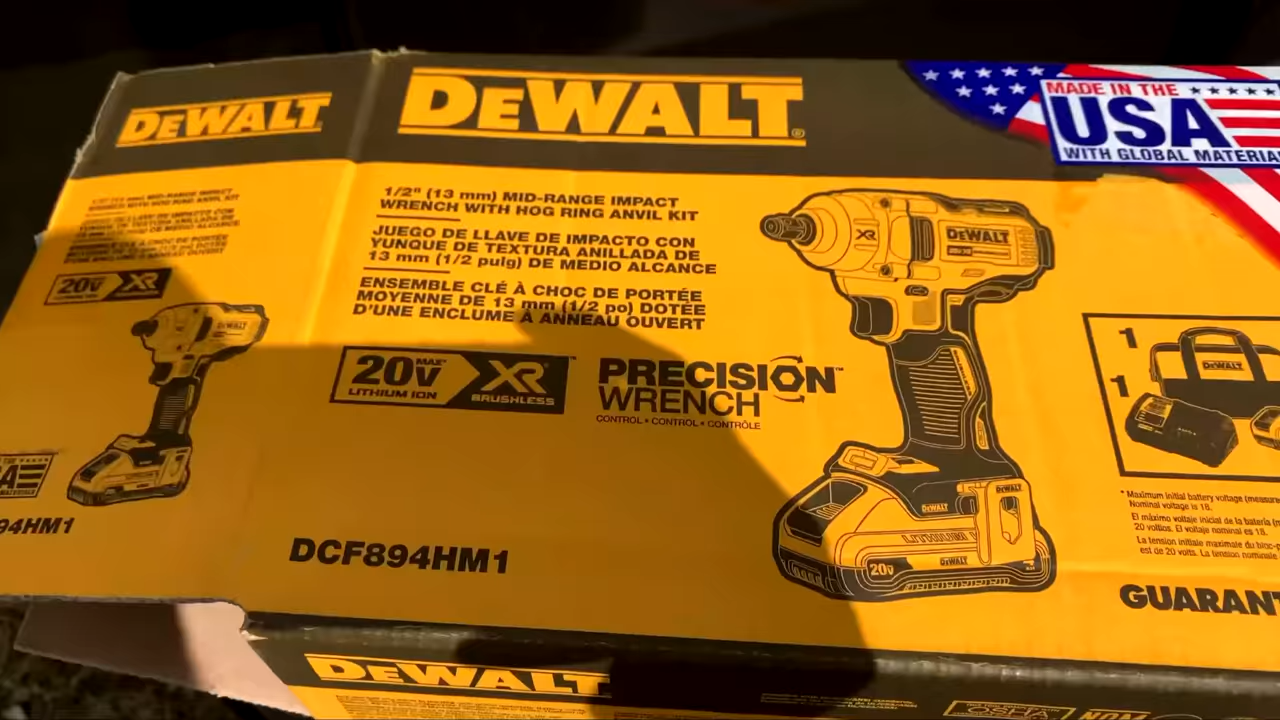 DEWALT
20V XR
94HM1
DEWALT
1/2" (13 mm) MID-RANGE IMPACT
WRENCH WITH HOG RING ANVIL KIT
JUEGO DE LLAVE DE IMPACTO CON
YUNQUE DE TEXTURA ANILLADA DE
13 mm (1/2 pulg) DE MEDIO ALCANCE
ENSEMBLE CLÉ À CHOC DE PORTÉE
MOYENNE DE 13 mm (1/2 po) DOTÉE
D'UNE ENCLUME À ANNEAU OUVERT
20V MAX* XR™
LITHIUM ION BRUSHLESS
PRECISION™
WRENCH
CONTROL • CONTROL • CONTRÔLE
DCF894HM1
XR
DEWALT
DEWALT
DEWALT
LITHIUM
20V
DEWALT
MADE IN THE
USA
WITH GLOBAL MATERIA
1
1
DEWALT
* Maximum initial battery voltage (measure
Nominal voltage is 18.
El máximo voltaje inicial de la batería (m
20 voltios. El voltaje nominal es 18.
La tension initiale maximale du bloc-p
est de 20 volts. La tension nominale
GUARANT
DEWALT